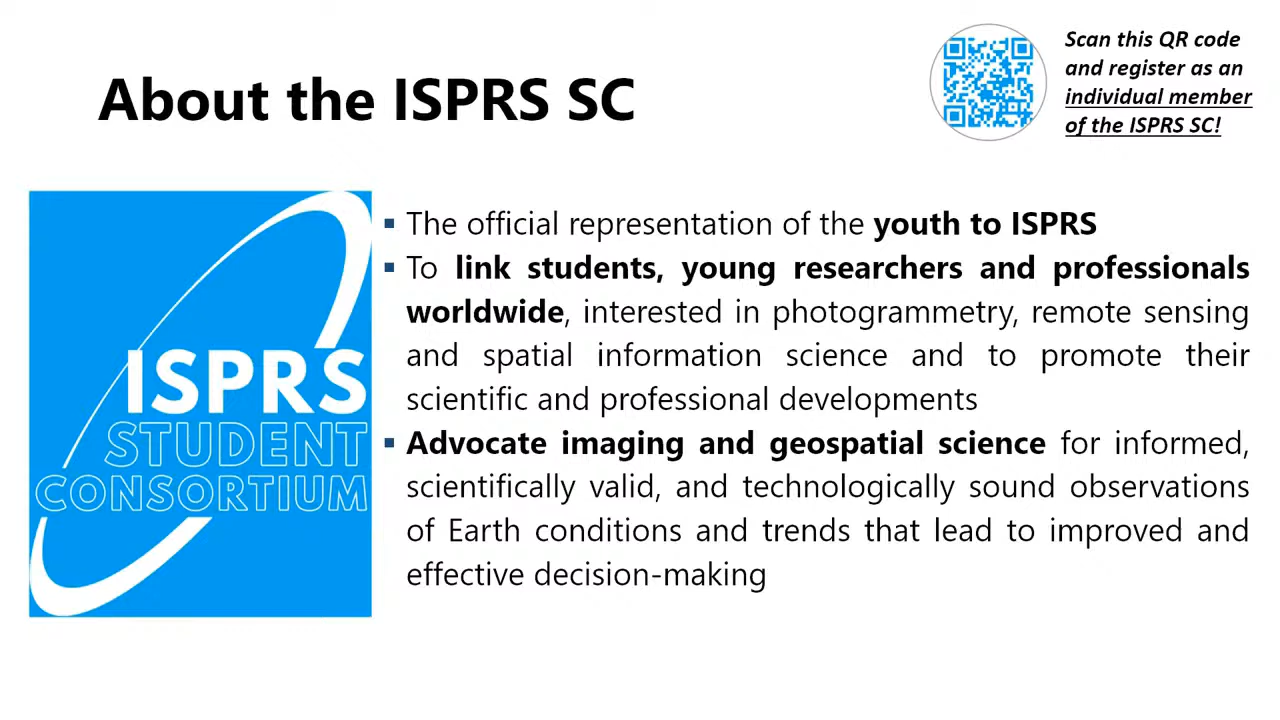 Scan this QR code
and register as an
individual member
of the ISPRS SC!
About the ISPRS SC
ISPRS
STUDENT
CONSORTIUM
▪ The official representation of the youth to ISPRS
▪ To link students, young researchers and professionals
worldwide, interested in photogrammetry, remote sensing
and spatial information science and to promote their
scientific and professional developments
▪ Advocate imaging and geospatial science for informed,
scientifically valid, and technologically sound observations
of Earth conditions and trends that lead to improved and
effective decision-making